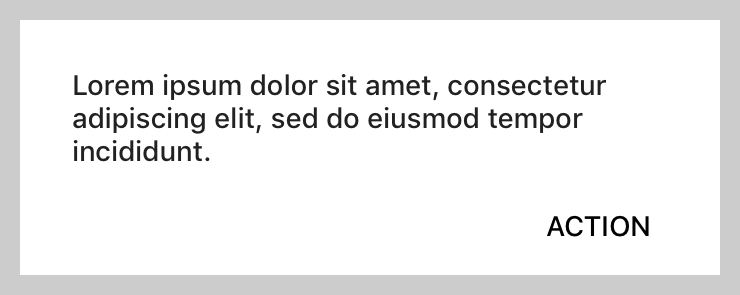 Lorem ipsum dolor sit amet, consectetur
adipiscing elit, sed do eiusmod tempor
incididunt.
ACTION